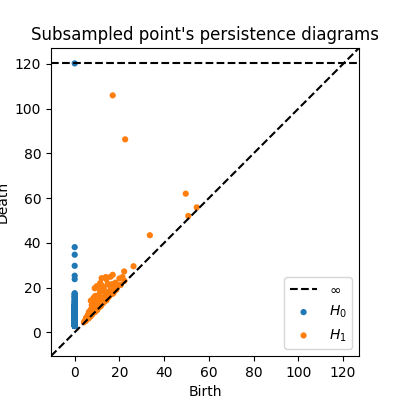 Subsampled point's persistence diagrams
Death
120
100
80
60
40
20
0
0 20 40 60 80 100 120
Birth
∞
H₀
H₁